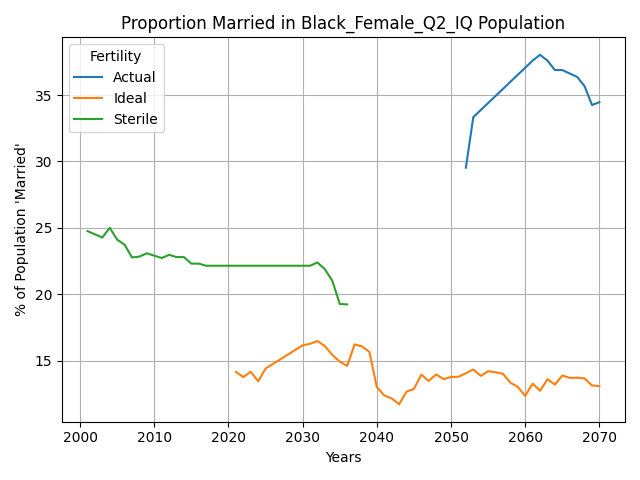 Proportion Married in Black_Female_Q2_IQ Population
Fertility
Actual
Ideal
Sterile
% of Population 'Married'
35
30
25
20
15
2000 2010 2020 2030 2040 2050 2060 2070
Years